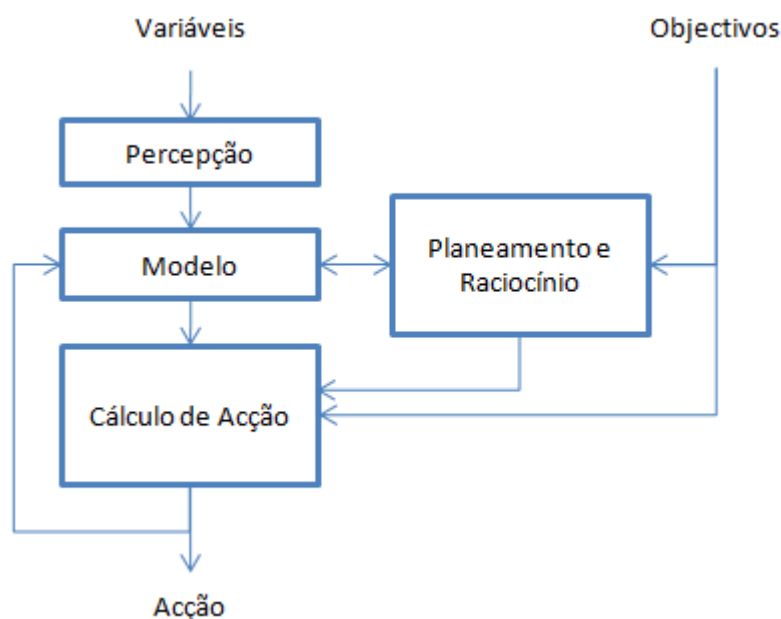 Variáveis
Objectivos
Percepção
Modelo
Planeamento e
Raciocínio
Cálculo de Acção
Acção